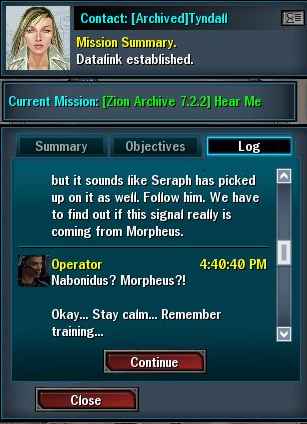 Contact: [Archived]Tyndall
Mission Summary.
Datalink established.
Current Mission: [Zion Archive 7.2.2] Hear Me
Summary
Objectives
Log
but it sounds like Seraph has picked
up on it as well. Follow him. We have
to find out if this signal really is
coming from Morpheus.
Operator 4:40:40 PM
Nabonidus? Morpheus?!
Okay... Stay calm... Remember
training...
Continue
Close